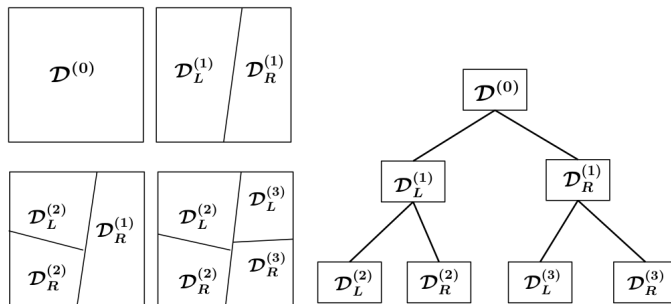 𝒟^(0)
𝒟_L^(1) 𝒟_R^(1)
𝒟_L^(2) 𝒟_R^(1)
𝒟_R^(2)
𝒟_L^(2) 𝒟_L^(3)
𝒟_R^(2) 𝒟_R^(3)
𝒟^(0)
𝒟_L^(1) 𝒟_R^(1)
𝒟_L^(2) 𝒟_R^(2) 𝒟_L^(3) 𝒟_R^(3)